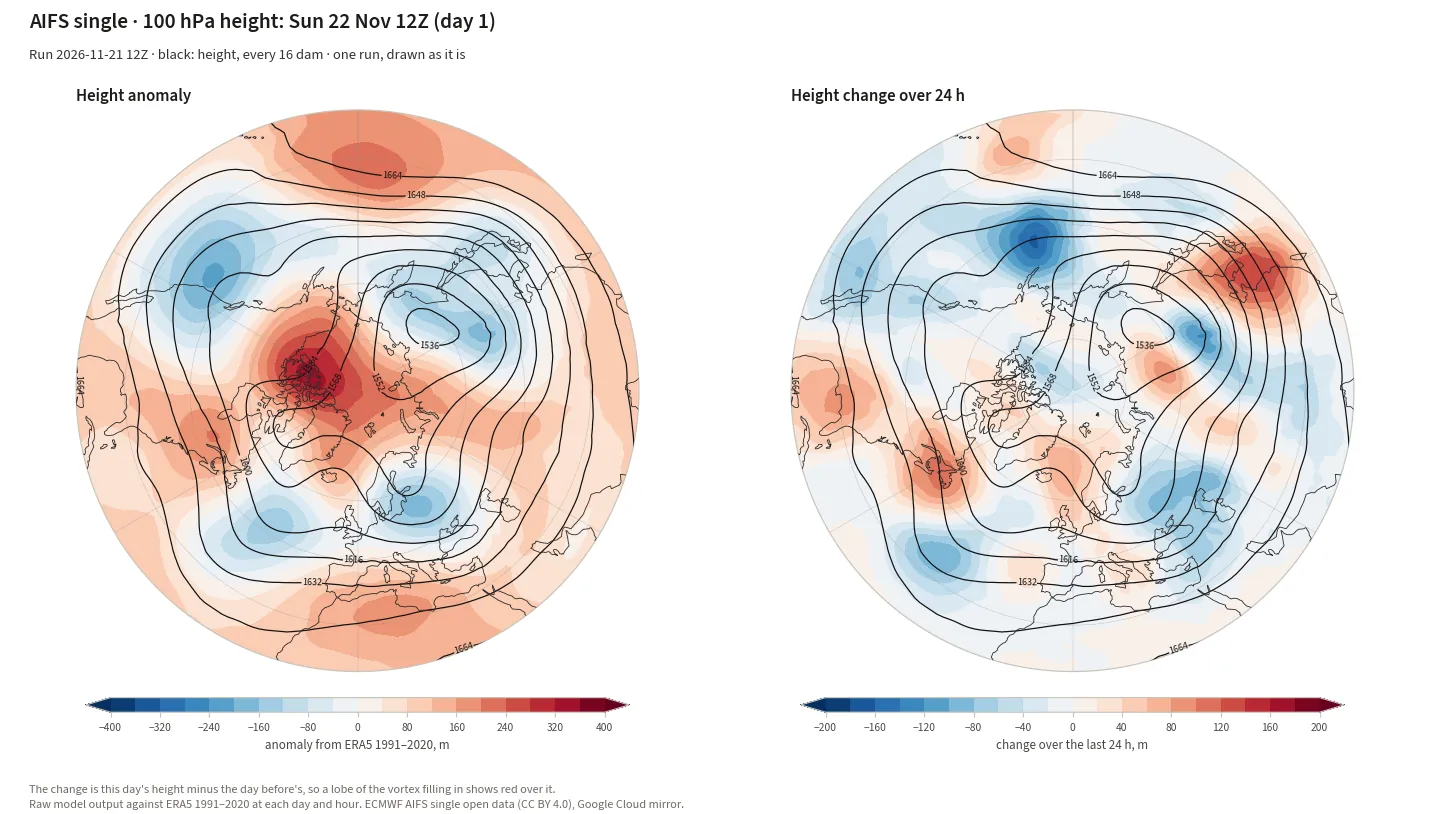 AIFS single · 100 hPa height: Sun 22 Nov 12Z (day 1)
Run 2026-11-21 12Z · black: height, every 16 dam · one run, drawn as it is
Height anomaly
Height change over 24 h
1664
1648
1536
1552
1568
1600
1616
1632
1664
1664
1664
1648
1536
1552
1568
1600
1616
1632
1664
1664
−400 −320 −240 −160 −80 0 80 160 240 320 400
anomaly from ERA5 1991–2020, m
−200 −160 −120 −80 −40 0 40 80 120 160 200
change over the last 24 h, m
The change is this day's height minus the day before's, so a lobe of the vortex filling in shows red over it.
Raw model output against ERA5 1991–2020 at each day and hour. ECMWF AIFS single open data (CC BY 4.0), Google Cloud mirror.